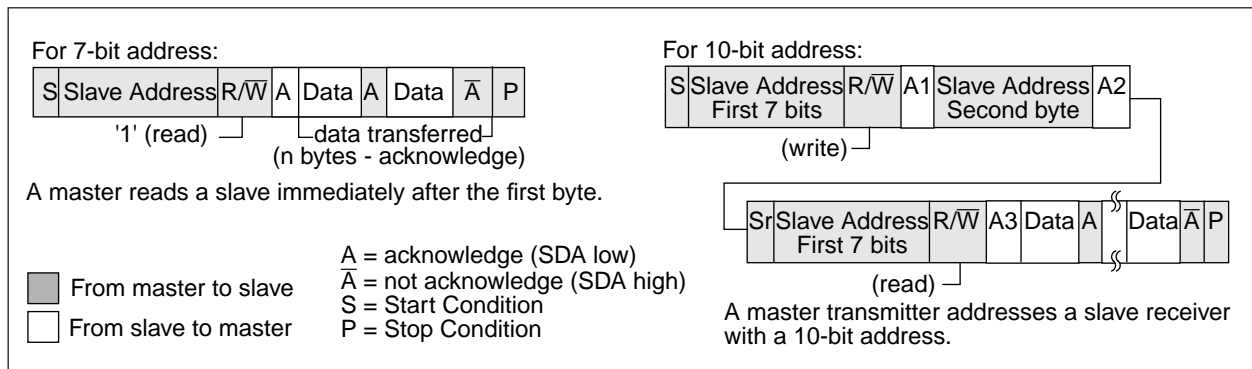 For 7-bit address:
S Slave Address R/W̅ A Data A Data A̅ P
'1' (read) data transferred
(n bytes - acknowledge)
A master reads a slave immediately after the first byte.
From master to slave
From slave to master
A = acknowledge (SDA low)
A̅ = not acknowledge (SDA high)
S = Start Condition
P = Stop Condition
For 10-bit address:
S Slave Address R/W̅ A1 Slave Address A2
First 7 bits Second byte
(write)
Sr Slave Address R/W̅ A3 Data A Data A̅ P
First 7 bits
(read)
A master transmitter addresses a slave receiver
with a 10-bit address.